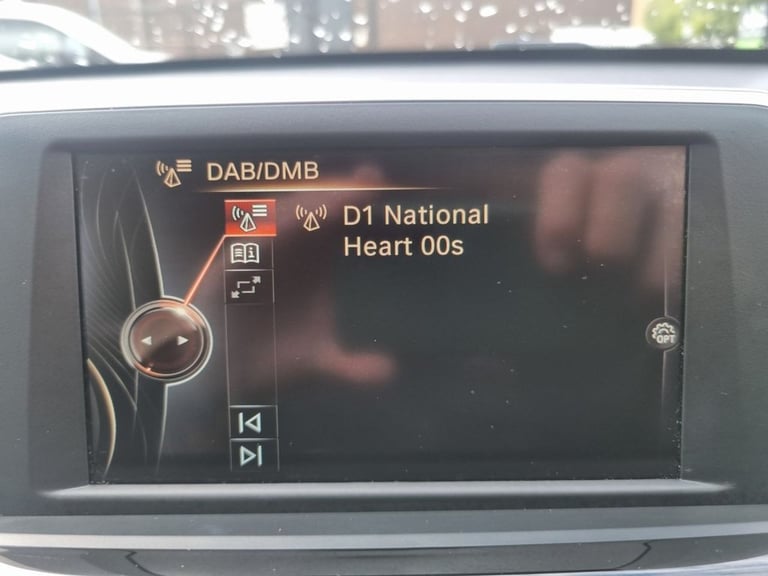 DAB/DMB
D1 National
Heart 00s
OPT